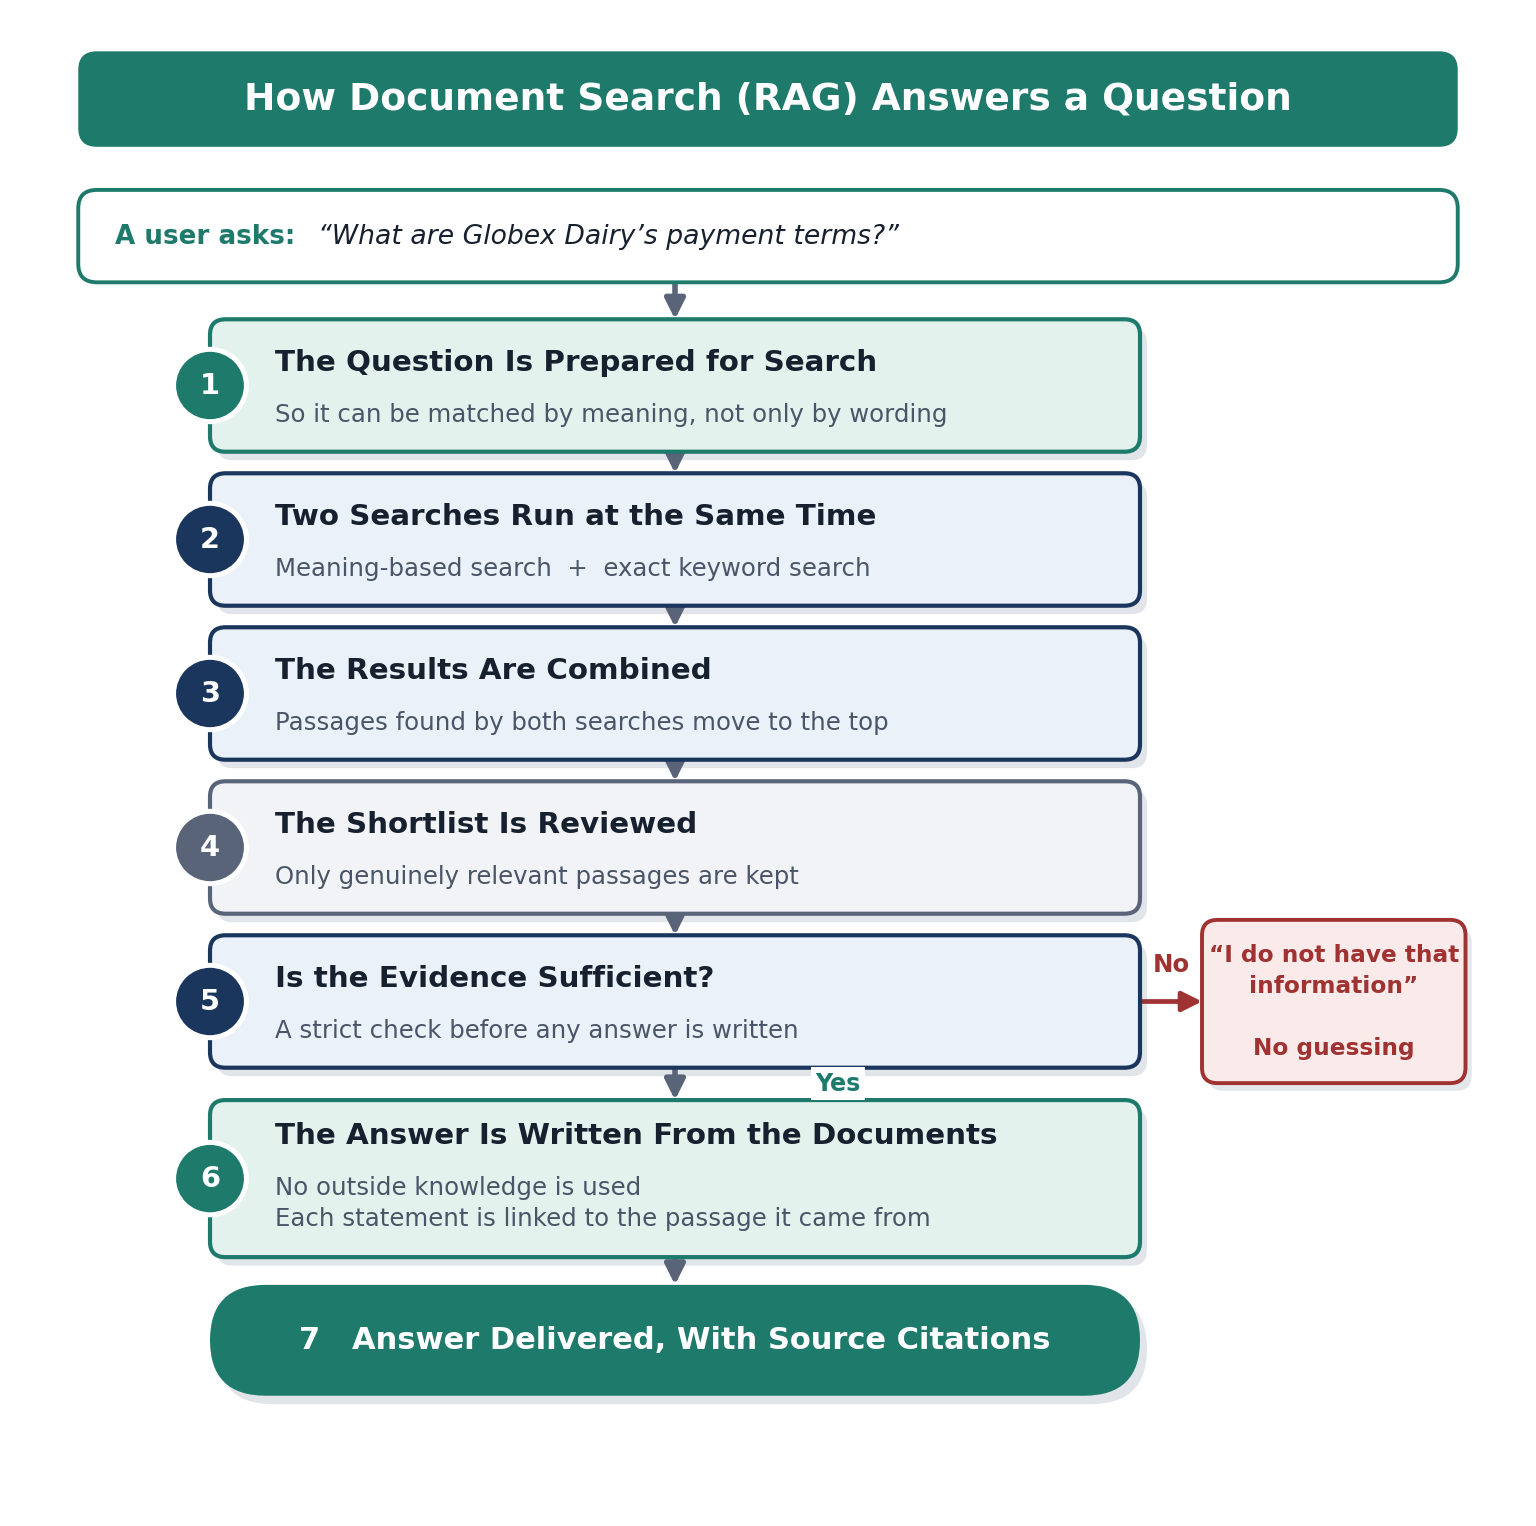 How Document Search (RAG) Answers a Question
A user asks: “What are Globex Dairy’s payment terms?”
1
The Question Is Prepared for Search
So it can be matched by meaning, not only by wording
2
Two Searches Run at the Same Time
Meaning-based search + exact keyword search
3
The Results Are Combined
Passages found by both searches move to the top
4
The Shortlist Is Reviewed
Only genuinely relevant passages are kept
5
Is the Evidence Sufficient?
A strict check before any answer is written
No
“I do not have that
information”
No guessing
Yes
6
The Answer Is Written From the Documents
No outside knowledge is used
Each statement is linked to the passage it came from
7 Answer Delivered, With Source Citations